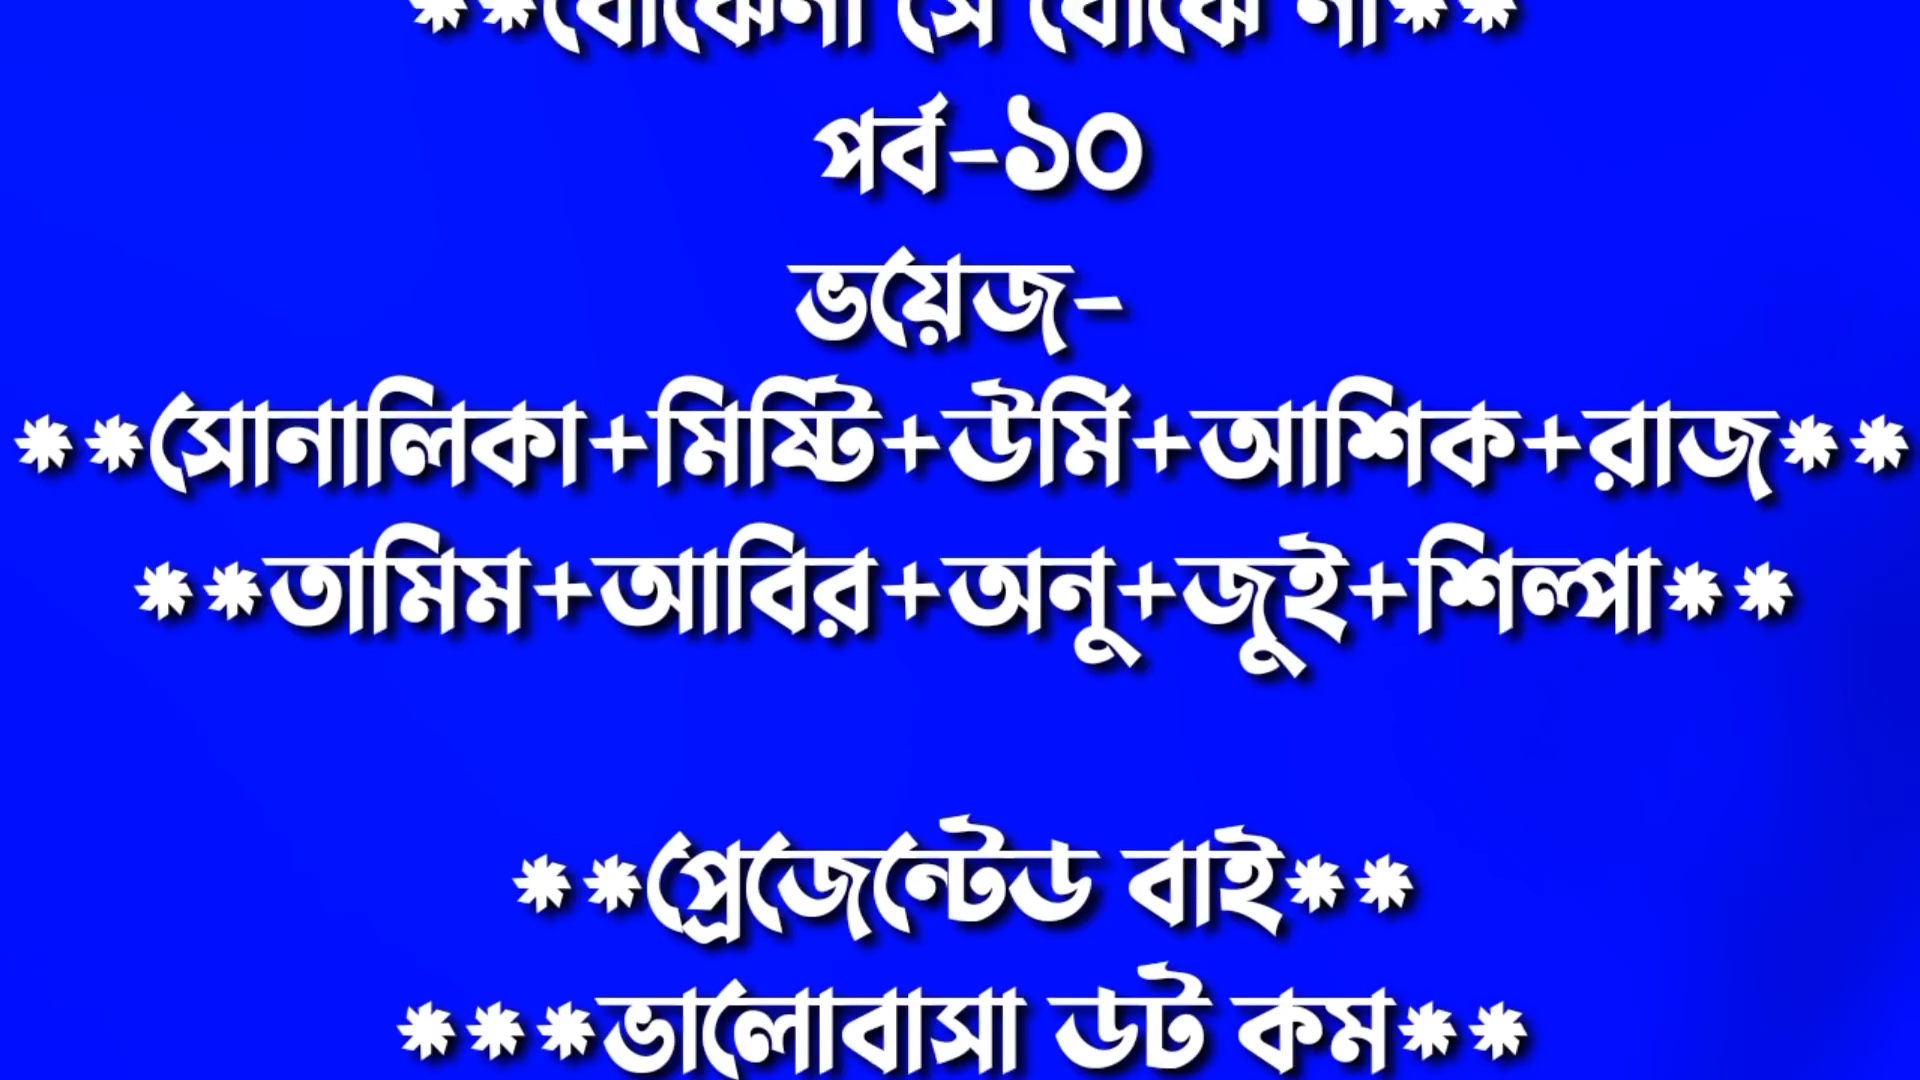 **বোঝেনা সে বোঝে না**
পর্ব-১০
ভয়েজ-
**সোনালিকা+মিষ্টি+ঊর্মি+আশিক+রাজ**
**তামিম+আবির+অনু+জুই+শিল্পা**
**প্রেজেন্টেড বাই**
***ভালোবাসা ডট কম**